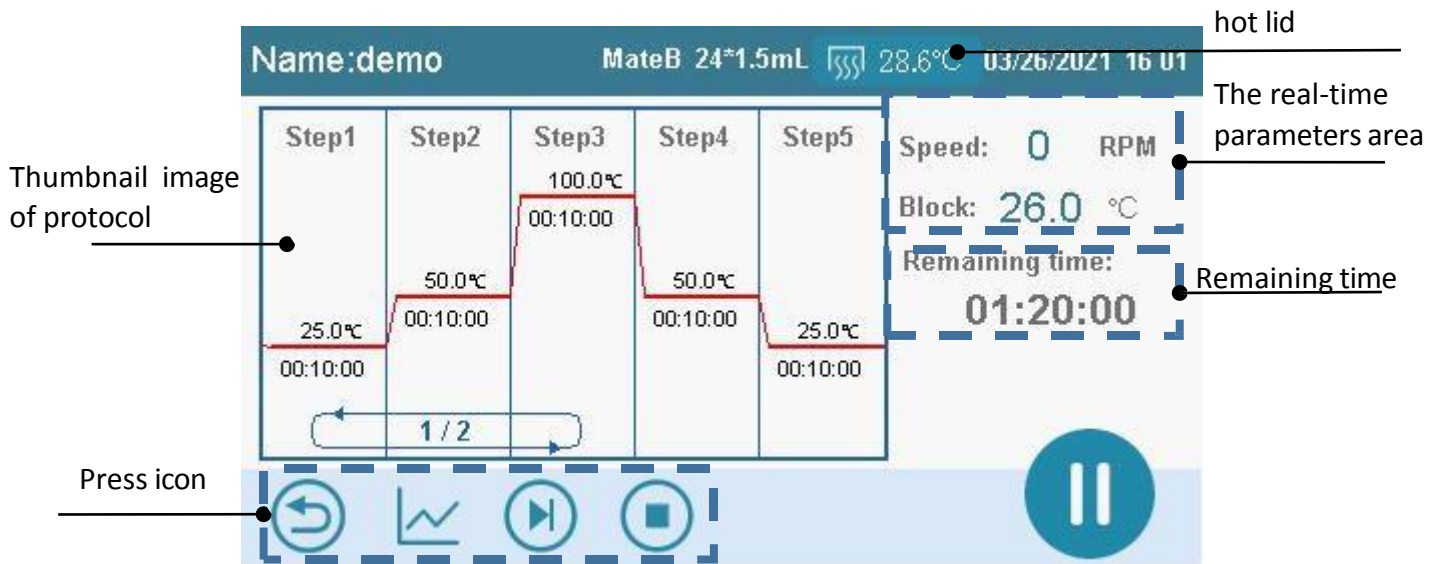 hot lid
Name:demo MateB 24*1.5mL 28.6°C 03/26/2021 16 01
The real-time
parameters area
Step1 Step2 Step3 Step4 Step5
Speed: 0 RPM
Thumbnail image
of protocol
100.0℃
00:10:00
Block: 26.0 °C
Remaining time:
Remaining time
50.0℃ 50.0℃
00:10:00 00:10:00
01:20:00
25.0℃ 25.0℃
00:10:00 00:10:00
1 / 2
Press icon